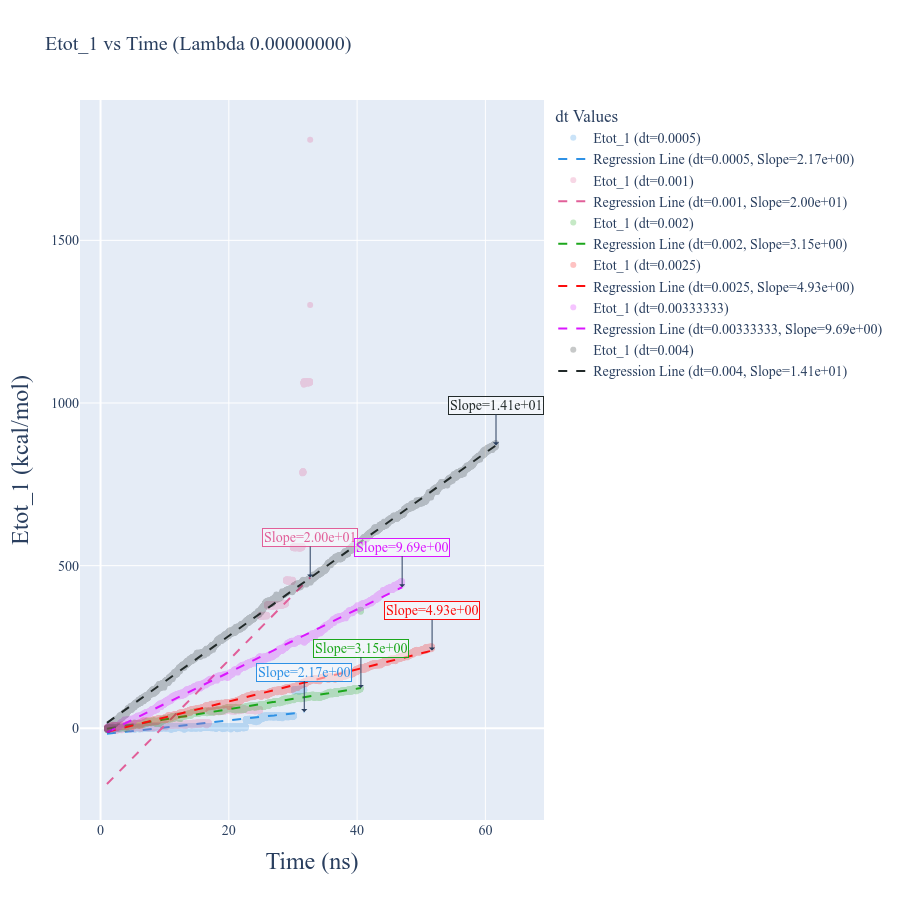 Etot_1 vs Time (Lambda 0.00000000)
dt Values
Etot_1 (dt=0.0005)
Regression Line (dt=0.0005, Slope=2.17e+00)
Etot_1 (dt=0.001)
Regression Line (dt=0.001, Slope=2.00e+01)
Etot_1 (dt=0.002)
Regression Line (dt=0.002, Slope=3.15e+00)
Etot_1 (dt=0.0025)
Regression Line (dt=0.0025, Slope=4.93e+00)
Etot_1 (dt=0.00333333)
Regression Line (dt=0.00333333, Slope=9.69e+00)
Etot_1 (dt=0.004)
Regression Line (dt=0.004, Slope=1.41e+01)
1500
1000
500
0
Etot_1 (kcal/mol)
Slope=1.41e+01
Slope=2.00e+01
Slope=9.69e+00
Slope=4.93e+00
Slope=3.15e+00
Slope=2.17e+00
0
20
40
60
Time (ns)